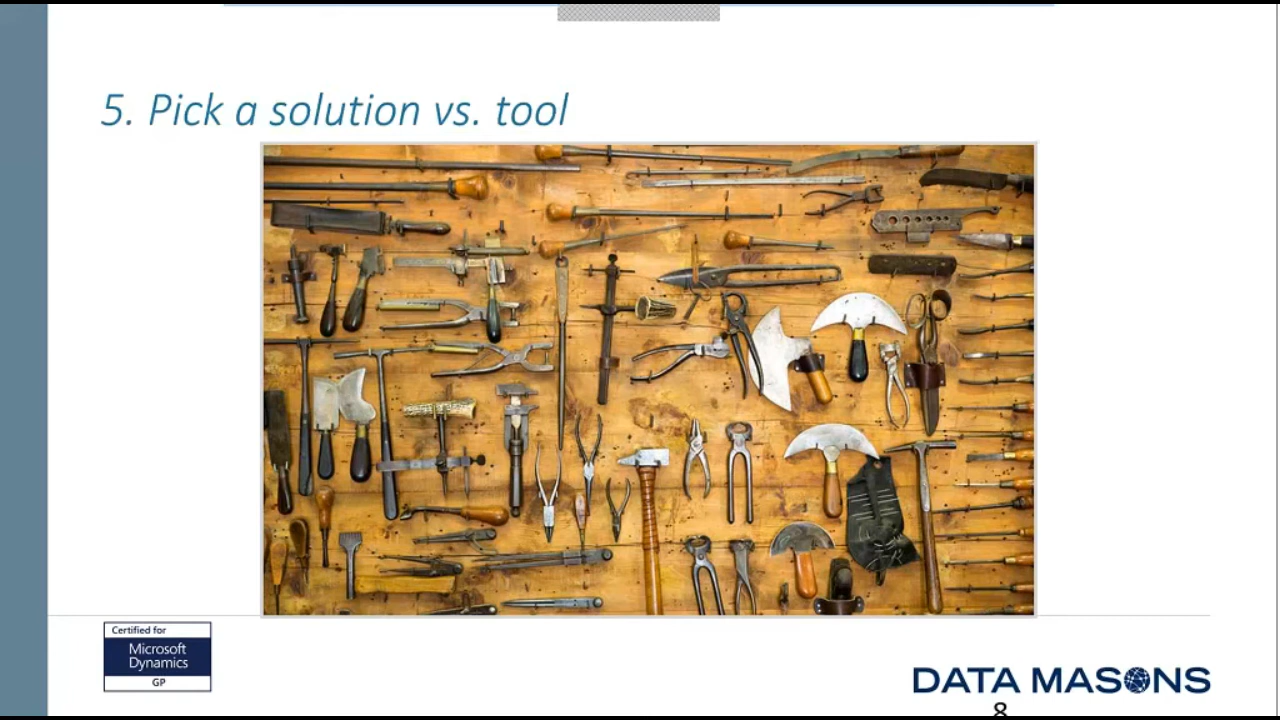 5. Pick a solution vs. tool
Certified for
Microsoft
Dynamics
GP
DATA MASONS
8